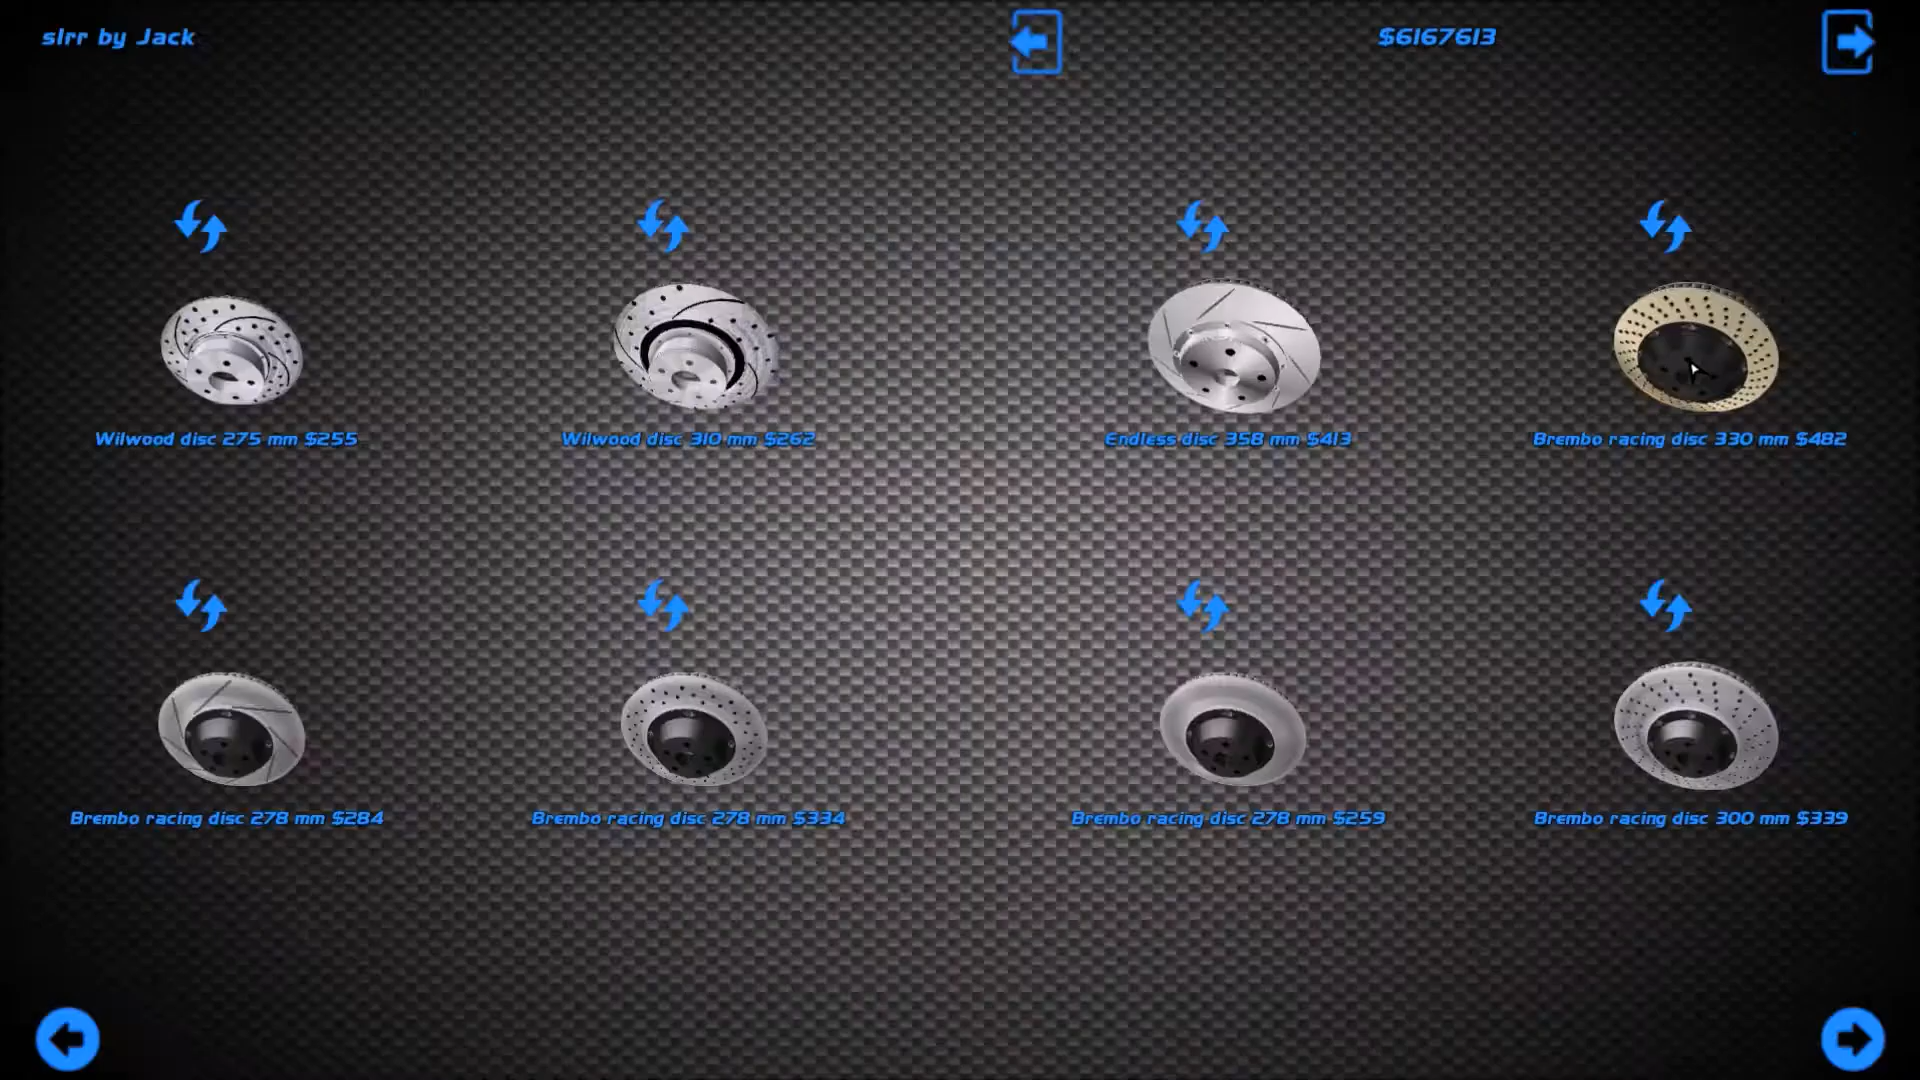 slrr by Jack
$6167613
Wilwood disc 275 mm $255
Wilwood disc 310 mm $262
Endless disc 358 mm $413
Brembo racing disc 330 mm $482
Brembo racing disc 278 mm $284
Brembo racing disc 278 mm $334
Brembo racing disc 278 mm $259
Brembo racing disc 300 mm $339